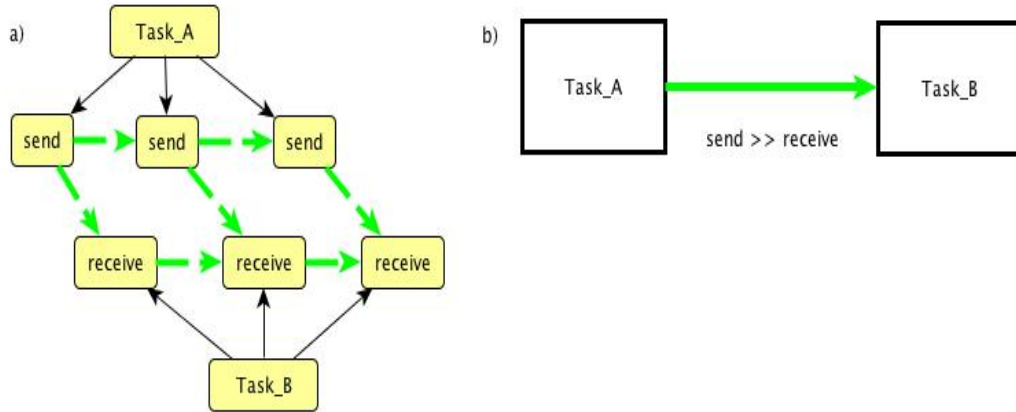 a)
Task_A
send
send
send
receive
receive
receive
Task_B
b)
Task_A
Task_B
send >> receive